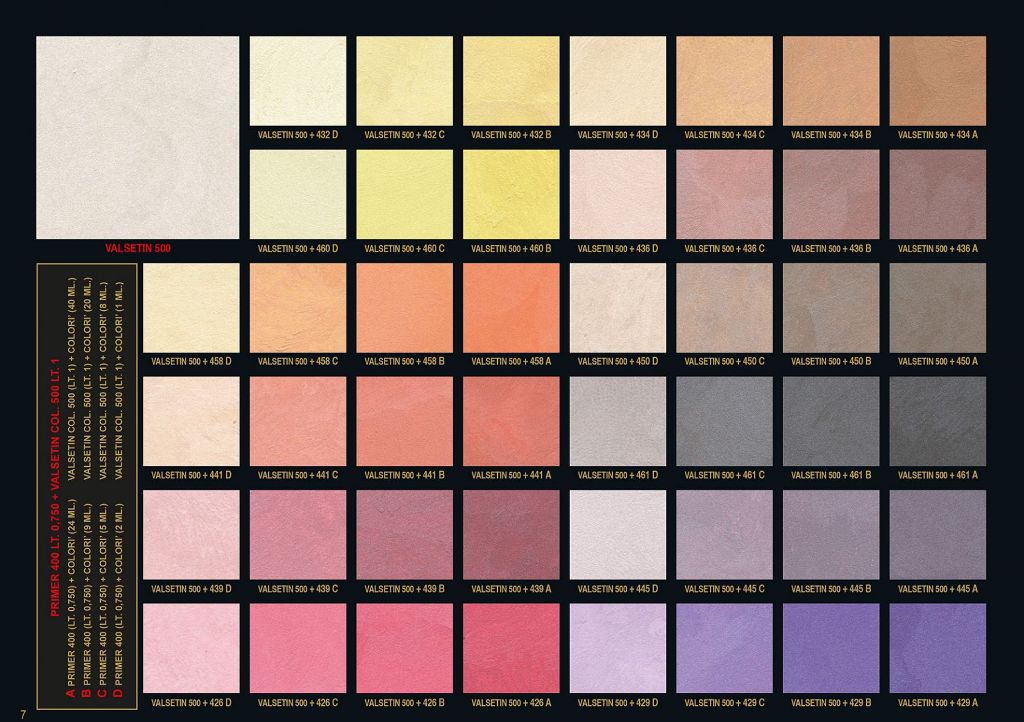 VALSETIN 500 + 432 D
VALSETIN 500 + 432 C
VALSETIN 500 + 432 B
VALSETIN 500 + 434 D
VALSETIN 500 + 434 C
VALSETIN 500 + 434 B
VALSETIN 500 + 434 A
VALSETIN 500
VALSETIN 500 + 460 D
VALSETIN 500 + 460 C
VALSETIN 500 + 460 B
VALSETIN 500 + 436 D
VALSETIN 500 + 436 C
VALSETIN 500 + 436 B
VALSETIN 500 + 436 A
PRIMER 400 LT. 0,750 + VALSETIN COL. 500 LT. 1
A PRIMER 400 (LT. 0,750) + COLORI' (24 ML.) VALSETIN COL. 500 (LT. 1) + COLORI' (40 ML.)
B PRIMER 400 (LT. 0,750) + COLORI' (9 ML.) VALSETIN COL. 500 (LT. 1) + COLORI' (20 ML.)
C PRIMER 400 (LT. 0,750) + COLORI' (5 ML.) VALSETIN COL. 500 (LT. 1) + COLORI' (8 ML.)
D PRIMER 400 (LT. 0,750) + COLORI' (2 ML.) VALSETIN COL. 500 (LT. 1) + COLORI' (1 ML.)
VALSETIN 500 + 458 D
VALSETIN 500 + 458 C
VALSETIN 500 + 458 B
VALSETIN 500 + 458 A
VALSETIN 500 + 450 D
VALSETIN 500 + 450 C
VALSETIN 500 + 450 B
VALSETIN 500 + 450 A
VALSETIN 500 + 441 D
VALSETIN 500 + 441 C
VALSETIN 500 + 441 B
VALSETIN 500 + 441 A
VALSETIN 500 + 461 D
VALSETIN 500 + 461 C
VALSETIN 500 + 461 B
VALSETIN 500 + 461 A
VALSETIN 500 + 439 D
VALSETIN 500 + 439 C
VALSETIN 500 + 439 B
VALSETIN 500 + 439 A
VALSETIN 500 + 445 D
VALSETIN 500 + 445 C
VALSETIN 500 + 445 B
VALSETIN 500 + 445 A
VALSETIN 500 + 426 D
VALSETIN 500 + 426 C
VALSETIN 500 + 426 B
VALSETIN 500 + 426 A
VALSETIN 500 + 429 D
VALSETIN 500 + 429 C
VALSETIN 500 + 429 B
VALSETIN 500 + 429 A
7